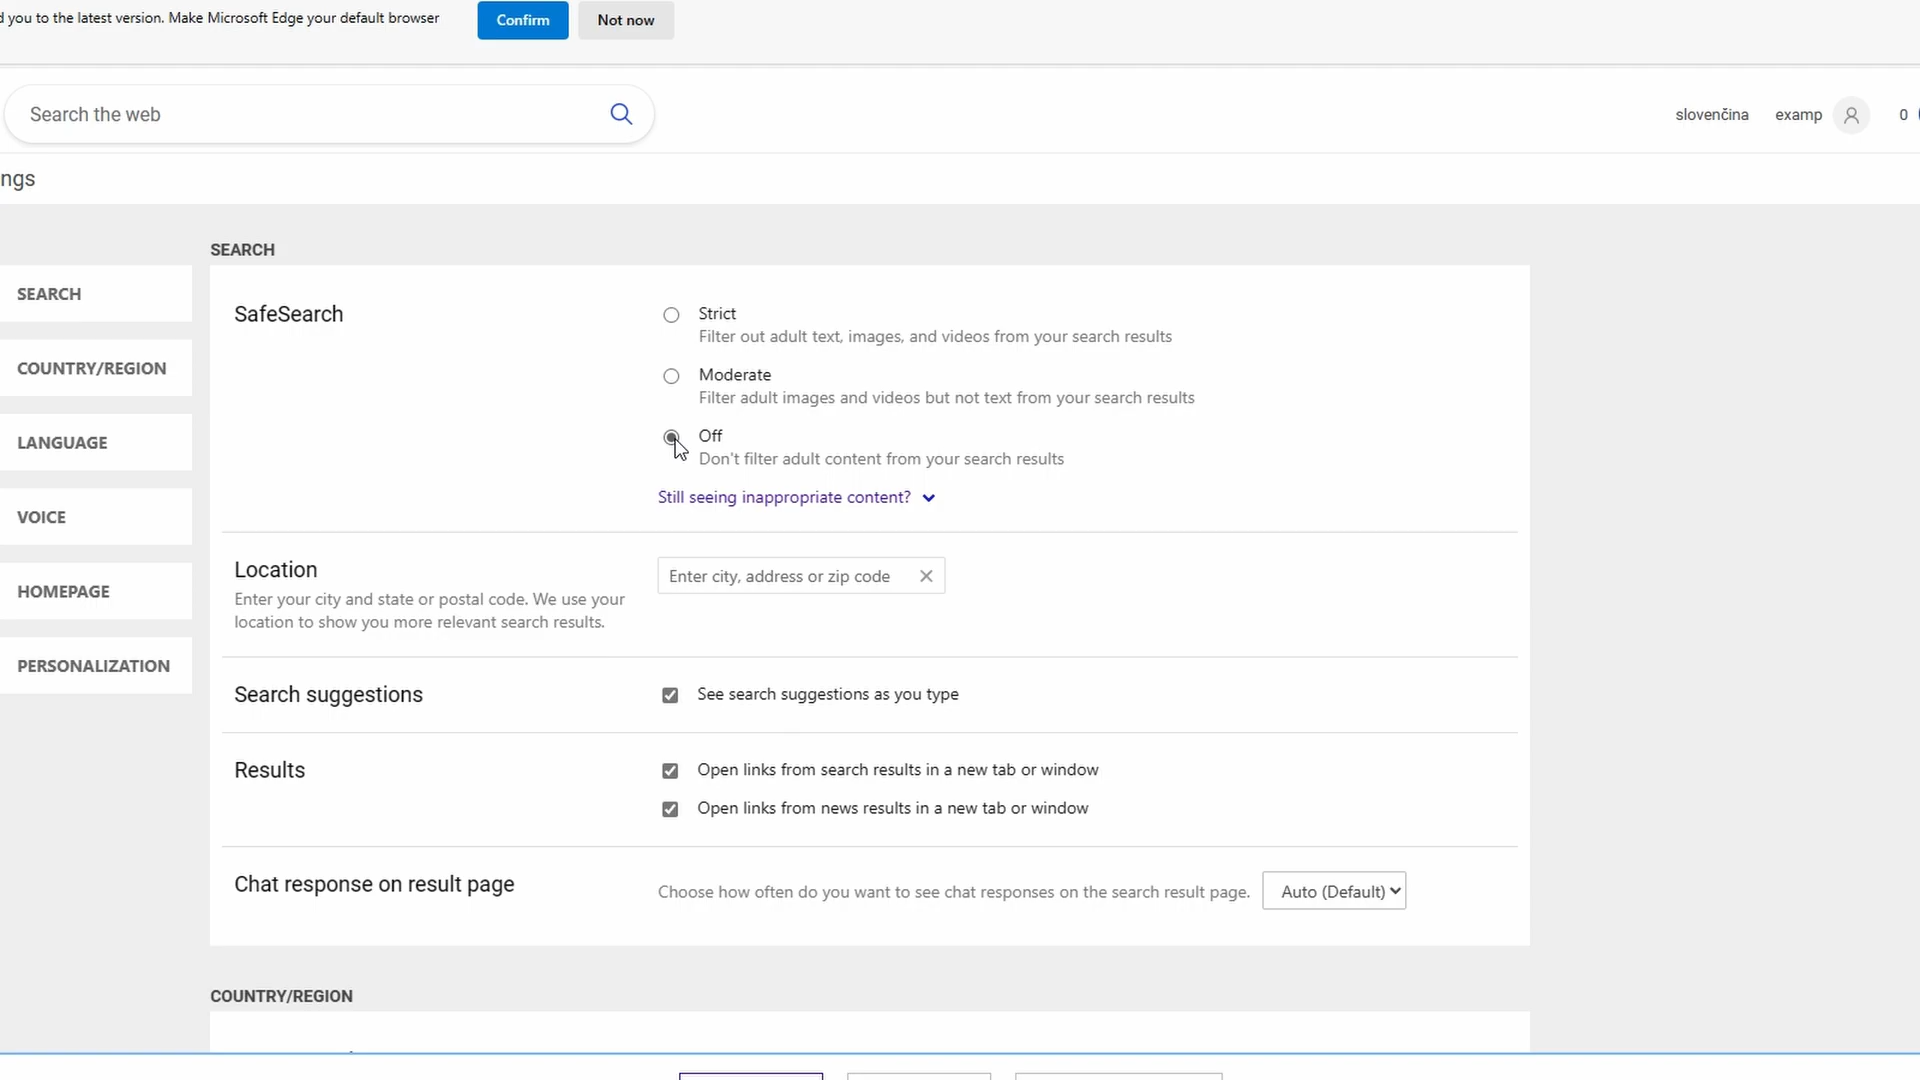 d you to the latest version. Make Microsoft Edge your default browser
Confirm
Not now
Search the web
slovenčina
examp
0
ngs
SEARCH
COUNTRY/REGION
LANGUAGE
VOICE
HOMEPAGE
PERSONALIZATION
SEARCH
SafeSearch
Strict
Filter out adult text, images, and videos from your search results
Moderate
Filter adult images and videos but not text from your search results
Off
Don't filter adult content from your search results
Still seeing inappropriate content?
Location
Enter your city and state or postal code. We use your
location to show you more relevant search results.
Enter city, address or zip code
Search suggestions
See search suggestions as you type
Results
Open links from search results in a new tab or window
Open links from news results in a new tab or window
Chat response on result page
Choose how often do you want to see chat responses on the search result page.
Auto (Default)
COUNTRY/REGION